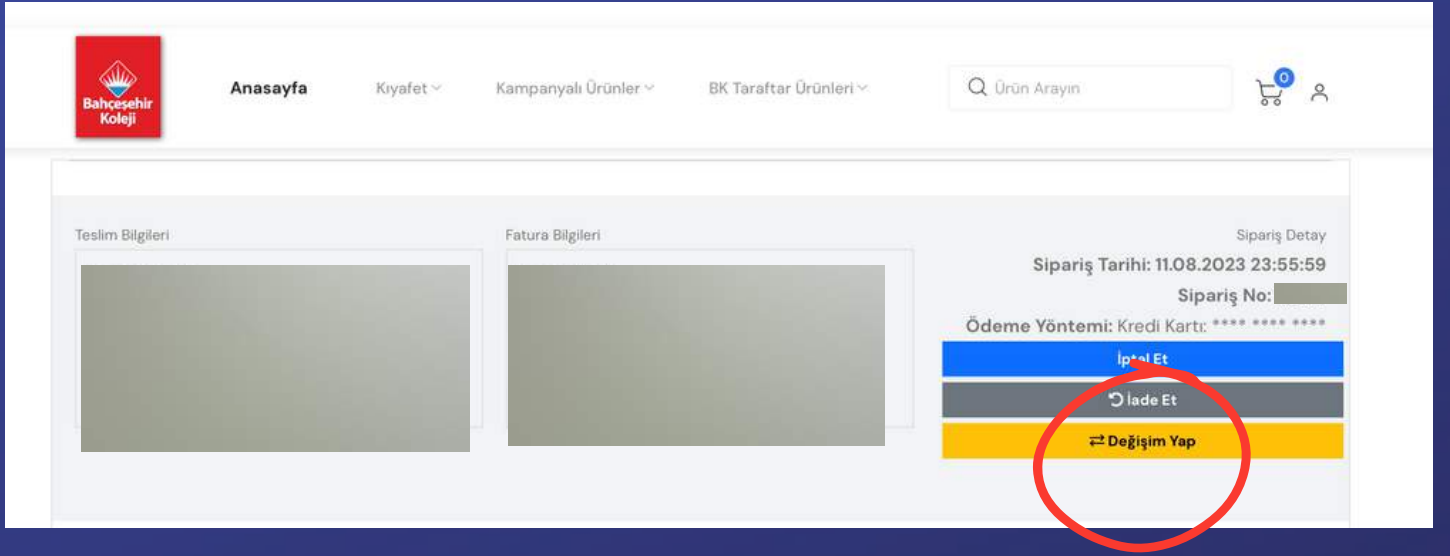 Bahçeşehir
Koleji
Anasayfa
Kıyafet
Kampanyalı Ürünler
BK Taraftar Ürünleri
Ürün Arayın
0
Teslim Bilgileri
Fatura Bilgileri
Sipariş Detay
Sipariş Tarihi: 11.08.2023 23:55:59
Sipariş No:
Ödeme Yöntemi: Kredi Kartı: **** **** ****
İptal Et
İade Et
Değişim Yap